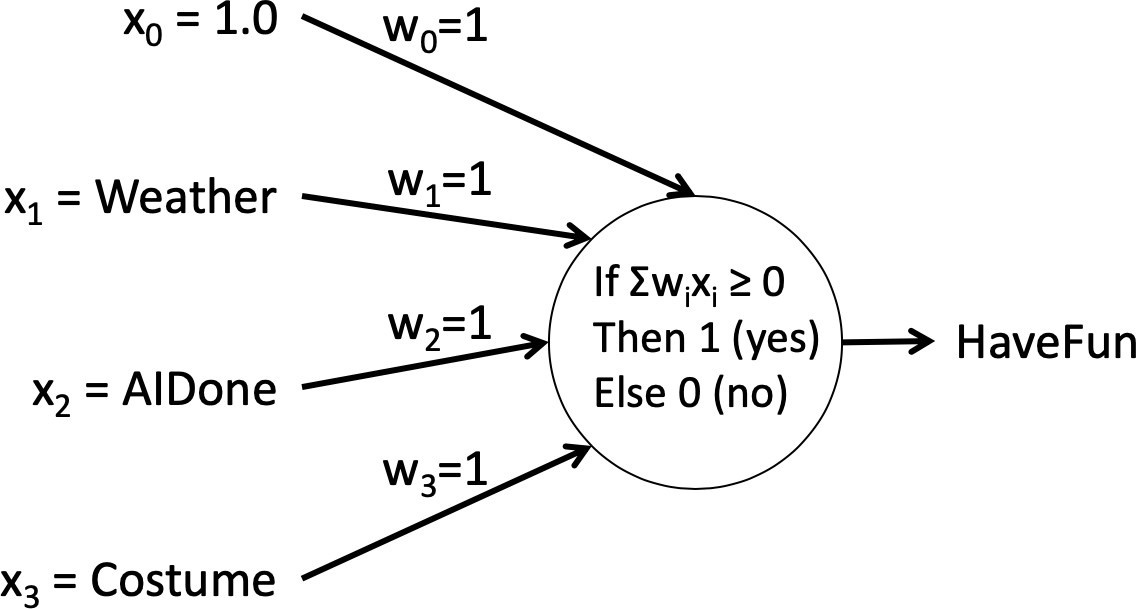 x₀ = 1.0
w₀=1
x₁ = Weather
w₁=1
x₂ = AIDone
w₂=1
x₃ = Costume
w₃=1
If Σwᵢxᵢ ≥ 0
Then 1 (yes)
Else 0 (no)
HaveFun